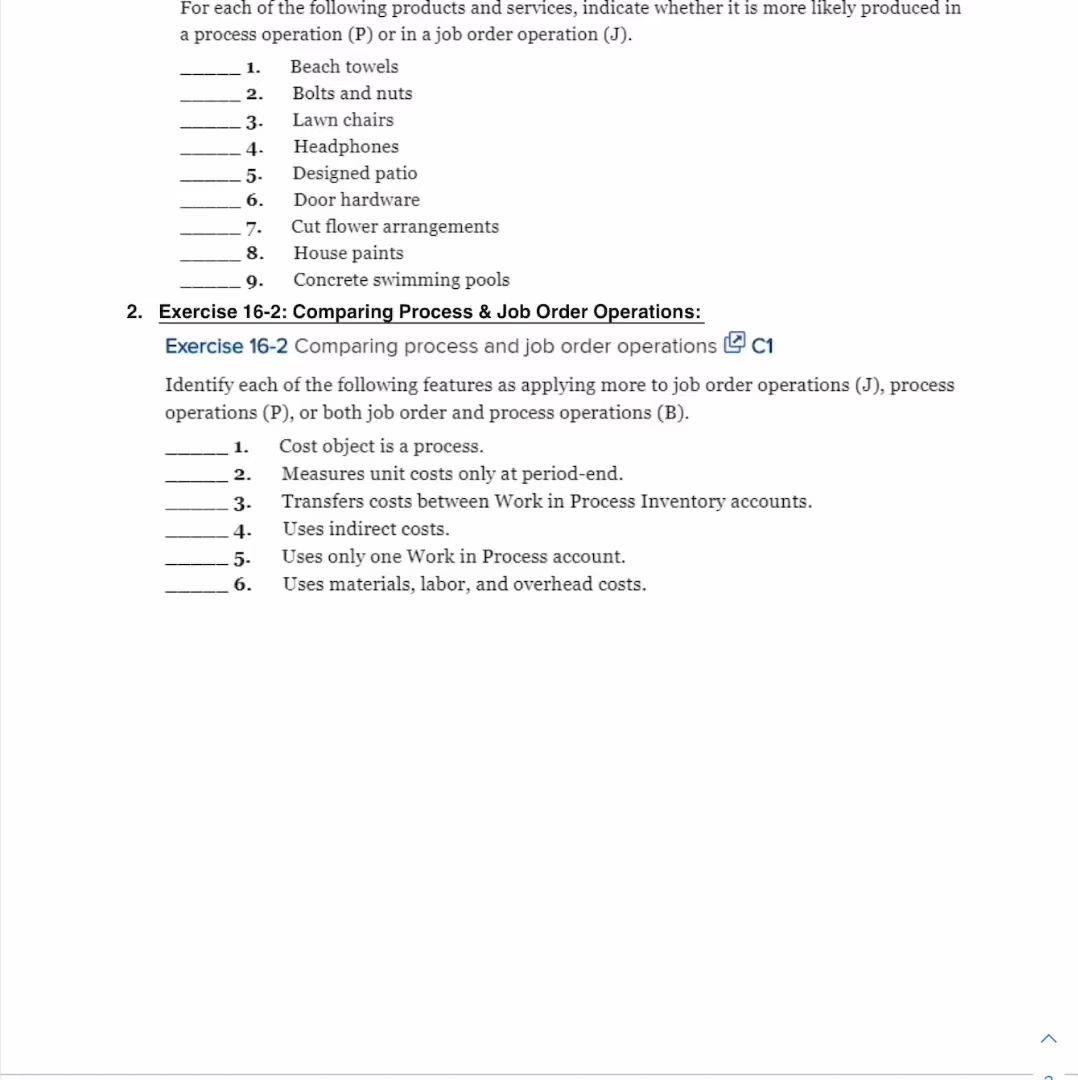 For each of the following products and services, indicate whether it is more likely produced in
a process operation (P) or in a job order operation (J).
______ 1. Beach towels
______ 2. Bolts and nuts
______ 3. Lawn chairs
______ 4. Headphones
______ 5. Designed patio
______ 6. Door hardware
______ 7. Cut flower arrangements
______ 8. House paints
______ 9. Concrete swimming pools
2. Exercise 16-2: Comparing Process & Job Order Operations:
Exercise 16-2 Comparing process and job order operations C1
Identify each of the following features as applying more to job order operations (J), process
operations (P), or both job order and process operations (B).
______ 1. Cost object is a process.
______ 2. Measures unit costs only at period-end.
______ 3. Transfers costs between Work in Process Inventory accounts.
______ 4. Uses indirect costs.
______ 5. Uses only one Work in Process account.
______ 6. Uses materials, labor, and overhead costs.